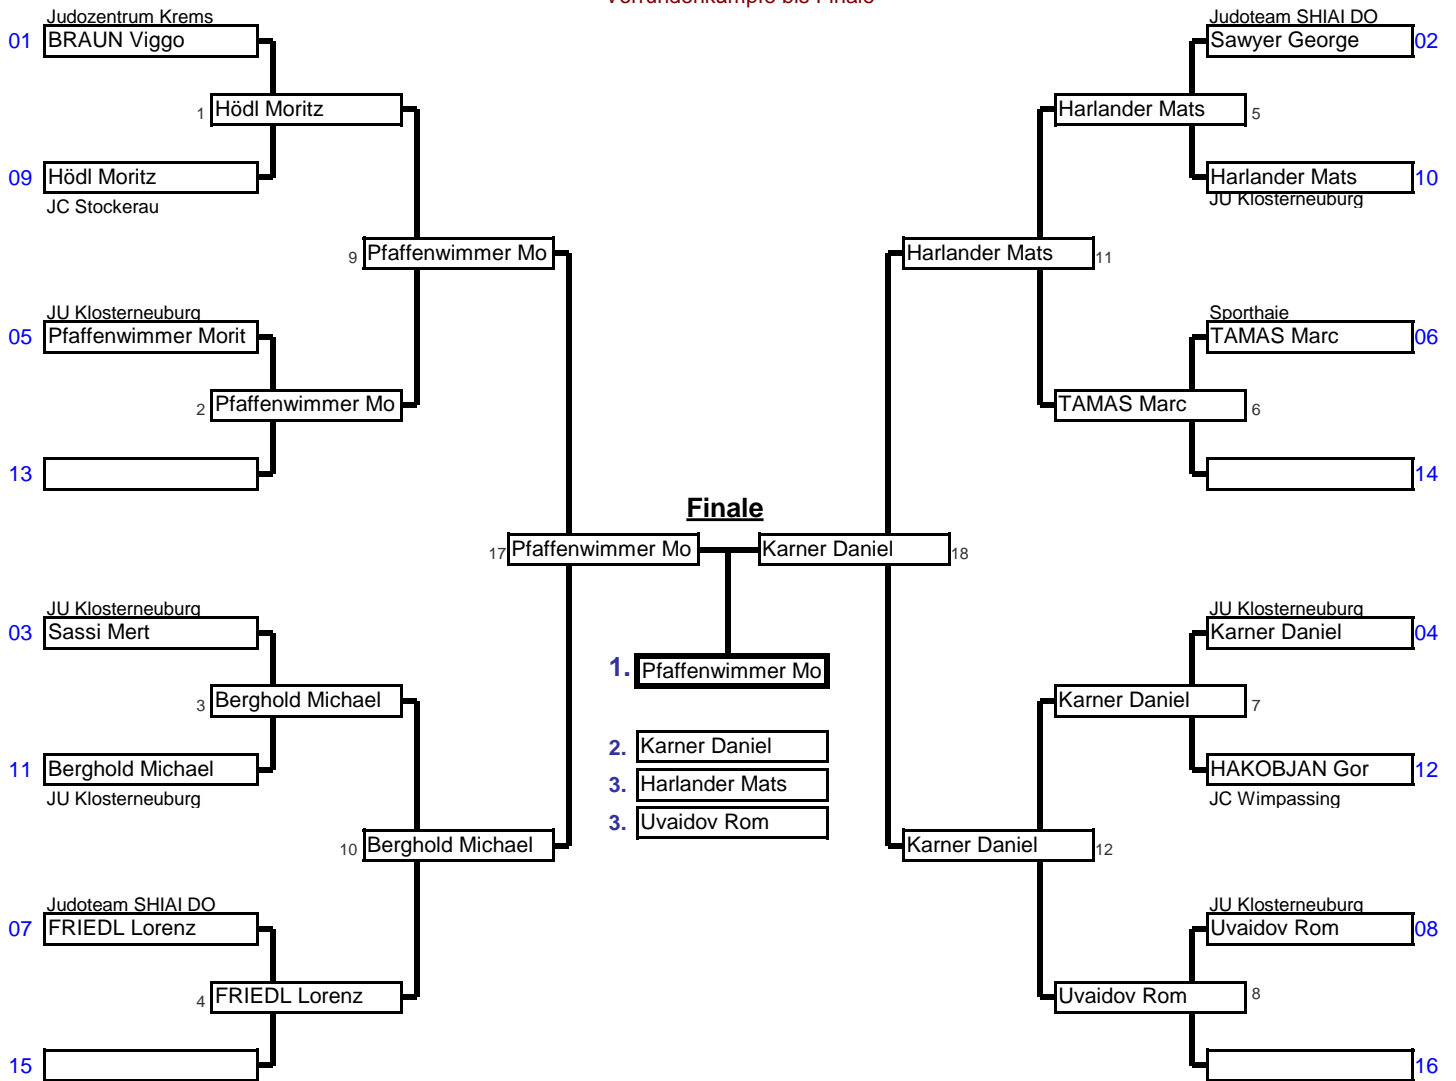 Vorrundenkämpfe bis Finale
Judozentrum Krems
01 BRAUN Viggo
1 Hödl Moritz
09 Hödl Moritz
JC Stockerau
9 Pfaffenwimmer Mo
JU Klosterneuburg
05 Pfaffenwimmer Morit
2 Pfaffenwimmer Mo
13
17 Pfaffenwimmer Mo
JU Klosterneuburg
03 Sassi Mert
3 Berghold Michael
11 Berghold Michael
JU Klosterneuburg
10 Berghold Michael
Judoteam SHIAI DO
07 FRIEDL Lorenz
4 FRIEDL Lorenz
15
Finale
1. Pfaffenwimmer Mo
2. Karner Daniel
3. Harlander Mats
3. Uvaidov Rom
Judoteam SHIAI DO
Sawyer George 02
Harlander Mats 5
Harlander Mats 10
JU Klosterneuburg
Harlander Mats 11
Sporthaie
TAMAS Marc 06
TAMAS Marc 6
14
Karner Daniel 18
JU Klosterneuburg
Karner Daniel 04
Karner Daniel 7
HAKOBJAN Gor 12
JC Wimpassing
Karner Daniel 12
JU Klosterneuburg
Uvaidov Rom 08
Uvaidov Rom 8
16